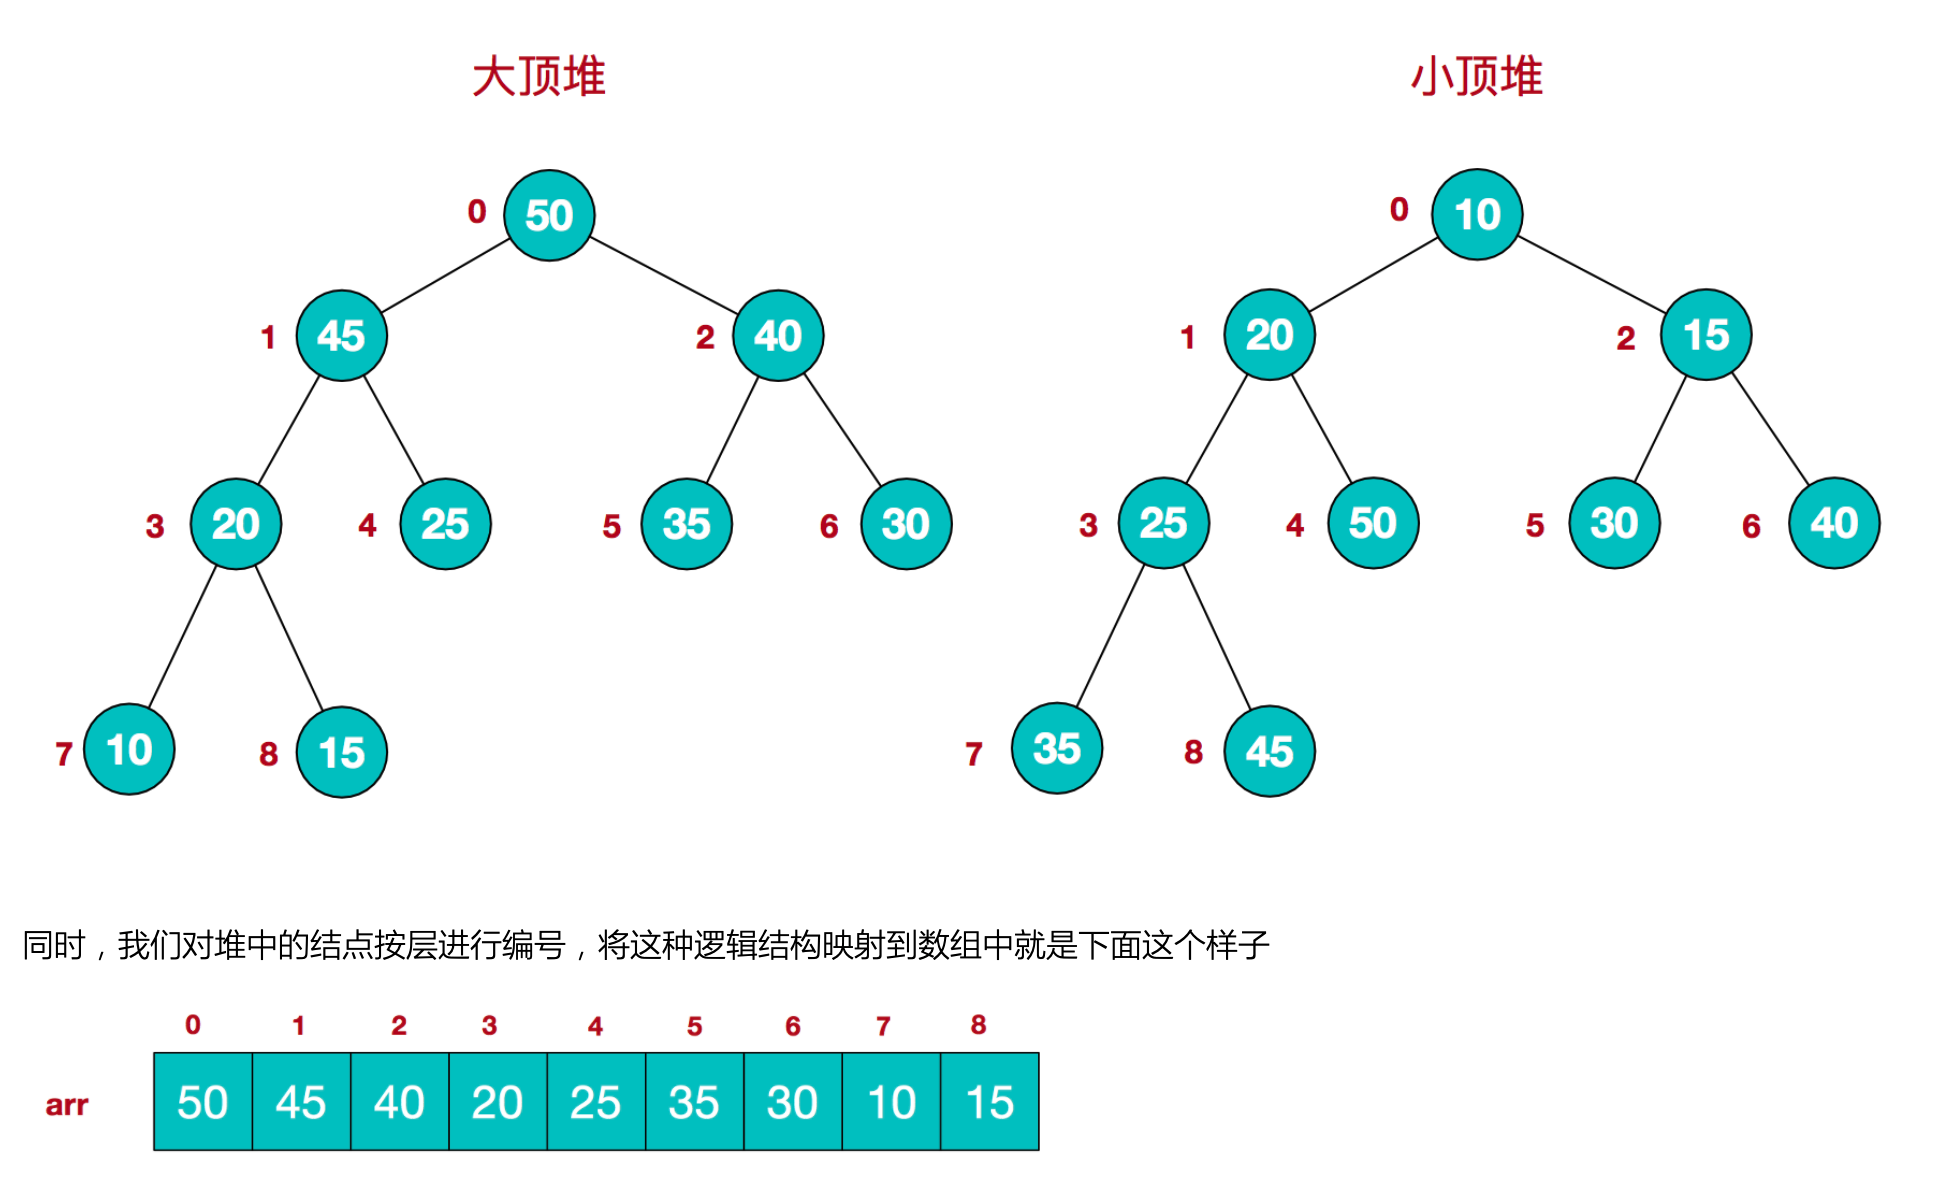 大顶堆 小顶堆
0 50 0 10
1 45 2 40 1 20 2 15
3 20 4 25 5 35 6 30 3 25 4 50 5 30 6 40
7 10 8 15 7 35 8 45
同时，我们对堆中的结点按层进行编号，将这种逻辑结构映射到数组中就是下面这个样子
0 1 2 3 4 5 6 7 8
arr 50 45 40 20 25 35 30 10 15